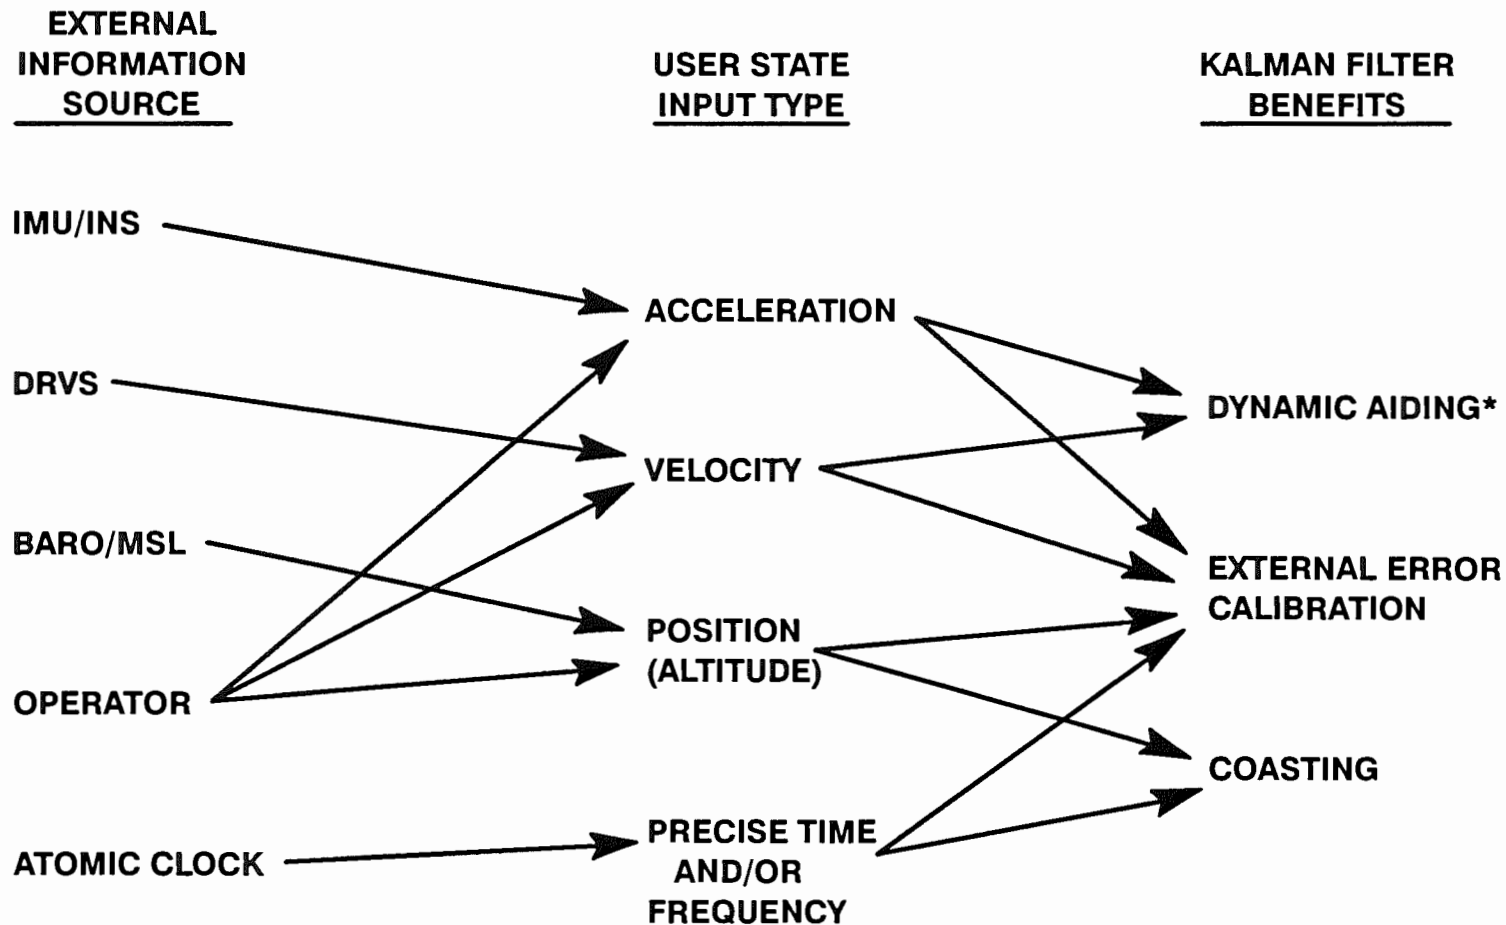 EXTERNAL
INFORMATION
SOURCE
USER STATE
INPUT TYPE
KALMAN FILTER
BENEFITS
IMU/INS
DRVS
BARO/MSL
OPERATOR
ATOMIC CLOCK
ACCELERATION
VELOCITY
POSITION
(ALTITUDE)
PRECISE TIME
AND/OR
FREQUENCY
DYNAMIC AIDING*
EXTERNAL ERROR
CALIBRATION
COASTING